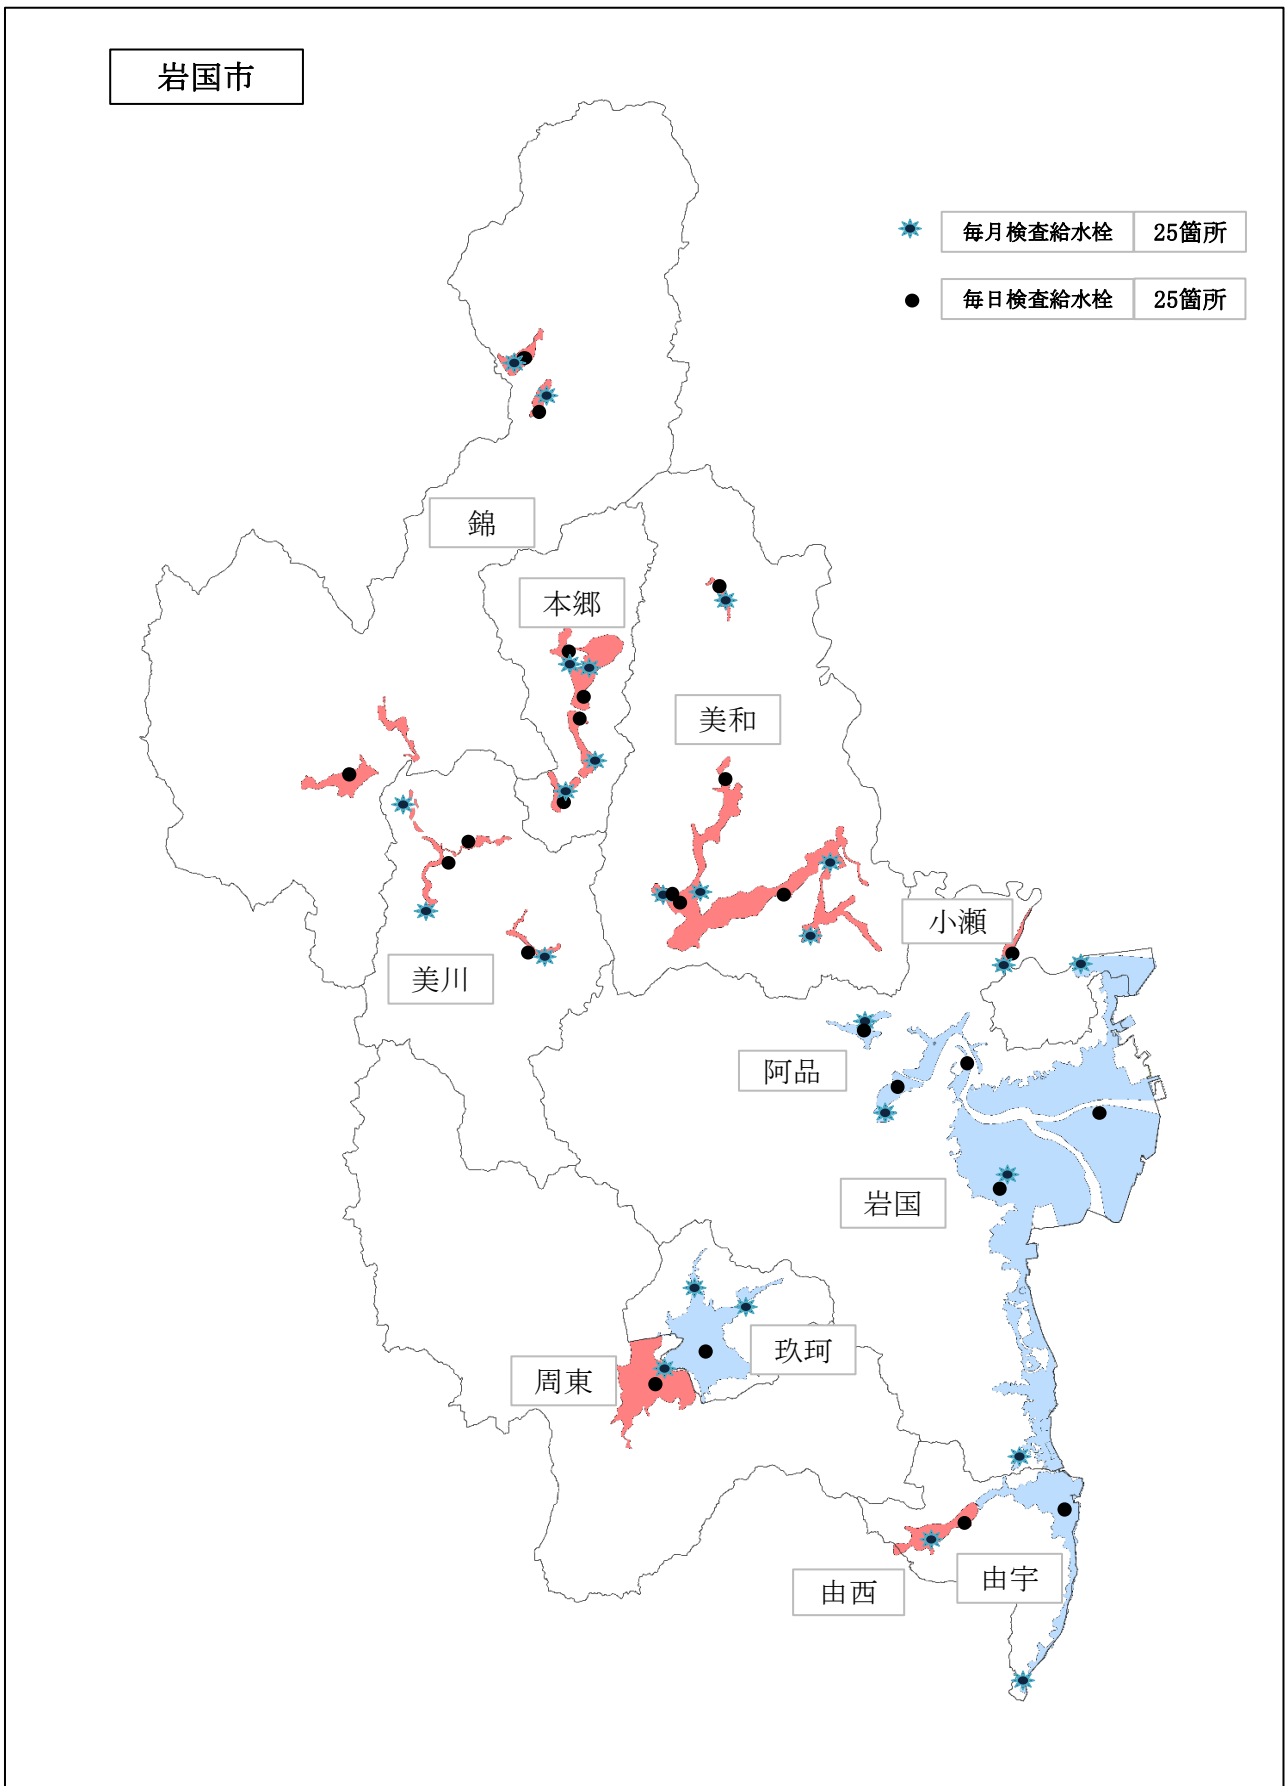 岩国市
毎月検査給水栓 25箇所
毎日検査給水栓 25箇所
錦
本郷
美和
小瀬
美川
阿品
岩国
玖珂
周東
由宇
由西